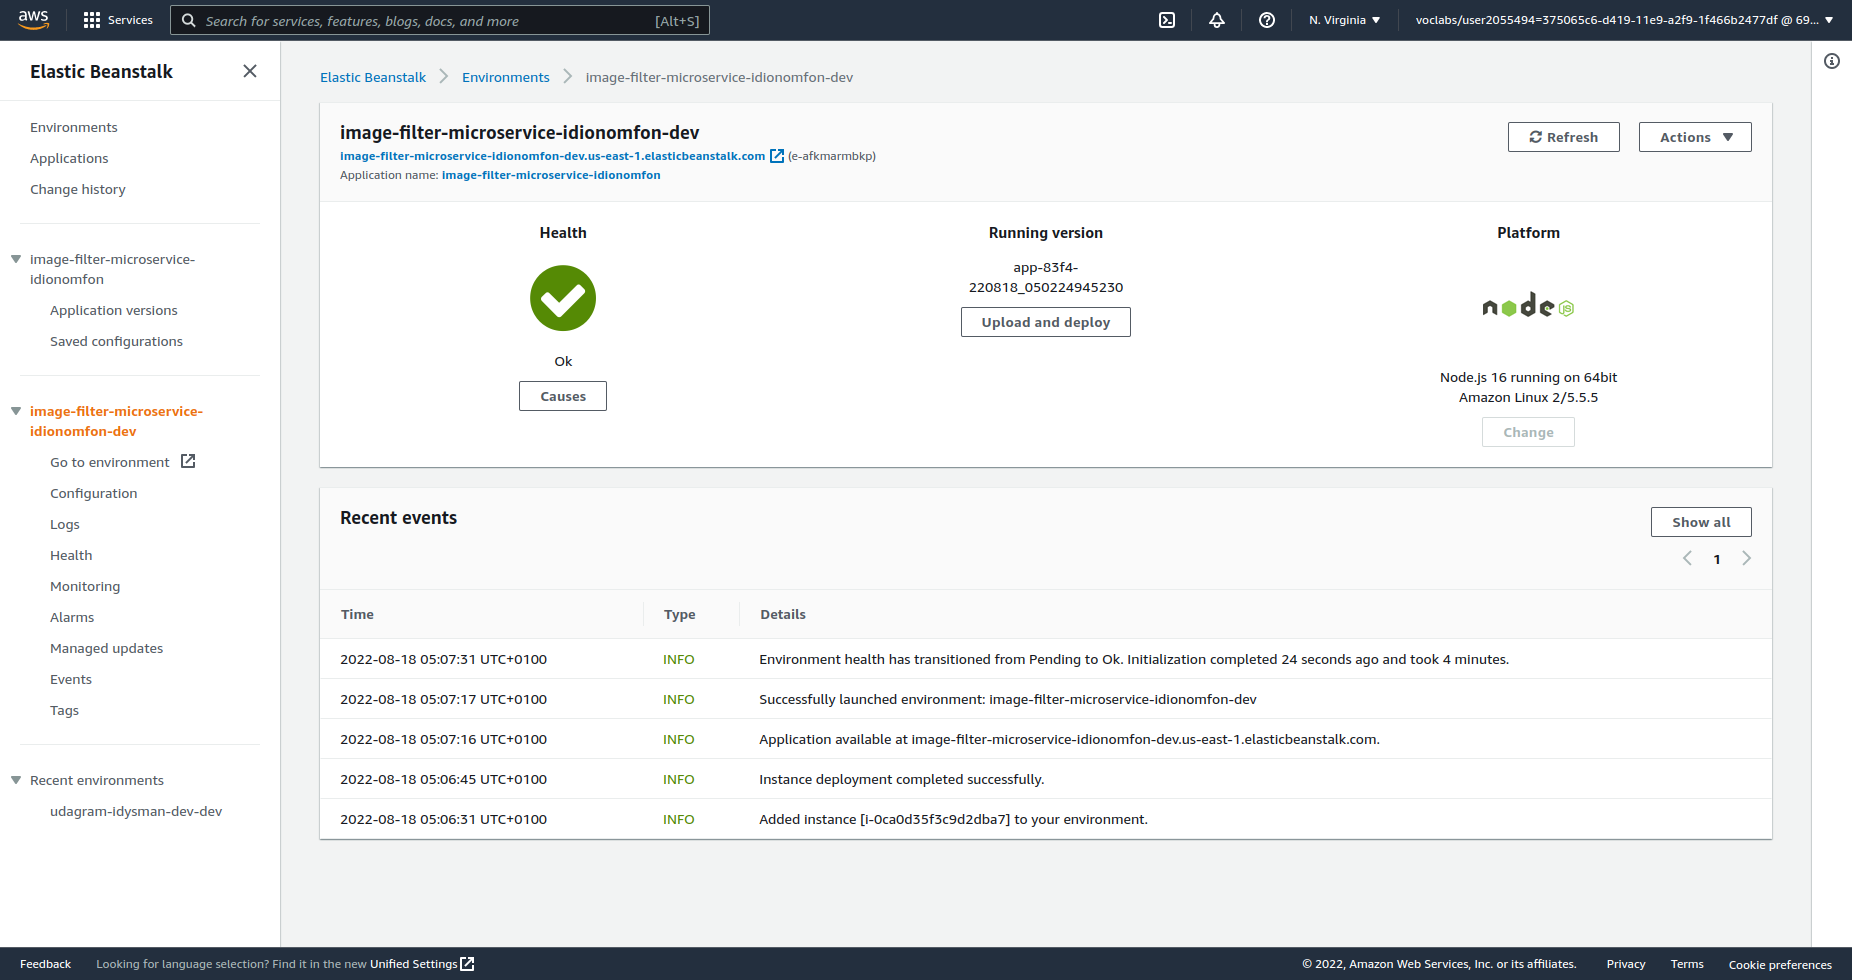 aws
Services
Search for services, features, blogs, docs, and more
[Alt+S]
N. Virginia
voclabs/user2055494=375065c6-d419-11e9-a2f9-1f466b2477df @ 69...
Elastic Beanstalk
Environments
Applications
Change history
image-filter-microservice-
idionomfon
Application versions
Saved configurations
image-filter-microservice-
idionomfon-dev
Go to environment
Configuration
Logs
Health
Monitoring
Alarms
Managed updates
Events
Tags
Recent environments
udagram-idysman-dev-dev
Elastic Beanstalk
Environments
image-filter-microservice-idionomfon-dev
image-filter-microservice-idionomfon-dev
image-filter-microservice-idionomfon-dev.us-east-1.elasticbeanstalk.com (e-afkmarmbkp)
Application name: image-filter-microservice-idionomfon
Refresh
Actions
Health
Ok
Causes
Running version
app-83f4-
220818_050224945230
Upload and deploy
Platform
node JS
Node.js 16 running on 64bit
Amazon Linux 2/5.5.5
Change
Recent events
Show all
1
Time Type Details
2022-08-18 05:07:31 UTC+0100 INFO Environment health has transitioned from Pending to Ok. Initialization completed 24 seconds ago and took 4 minutes.
2022-08-18 05:07:17 UTC+0100 INFO Successfully launched environment: image-filter-microservice-idionomfon-dev
2022-08-18 05:07:16 UTC+0100 INFO Application available at image-filter-microservice-idionomfon-dev.us-east-1.elasticbeanstalk.com.
2022-08-18 05:06:45 UTC+0100 INFO Instance deployment completed successfully.
2022-08-18 05:06:31 UTC+0100 INFO Added instance [i-0ca0d35f3c9d2dba7] to your environment.
Feedback
Looking for language selection? Find it in the new Unified Settings
© 2022, Amazon Web Services, Inc. or its affiliates.
Privacy
Terms
Cookie preferences